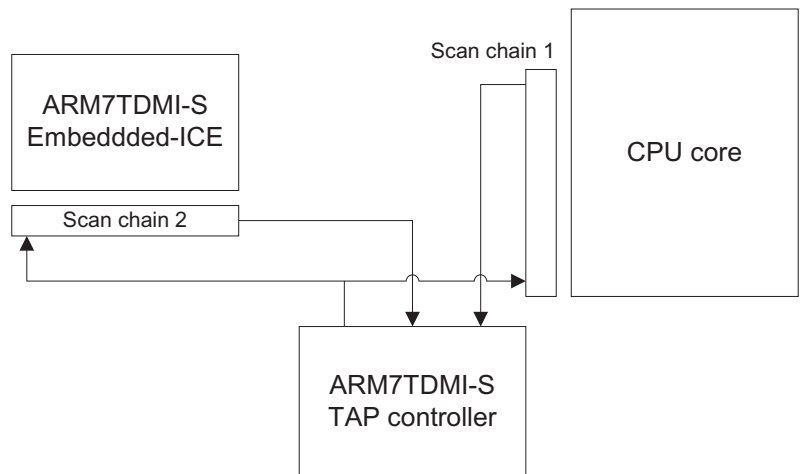 Scan chain 1
ARM7TDMI-S
Embeddded-ICE
CPU core
Scan chain 2
ARM7TDMI-S
TAP controller